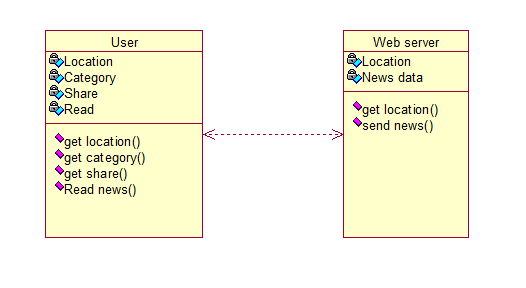 User
Location
Category
Share
Read
get location()
get category()
get share()
Read news()
Web server
Location
News data
get location()
send news()